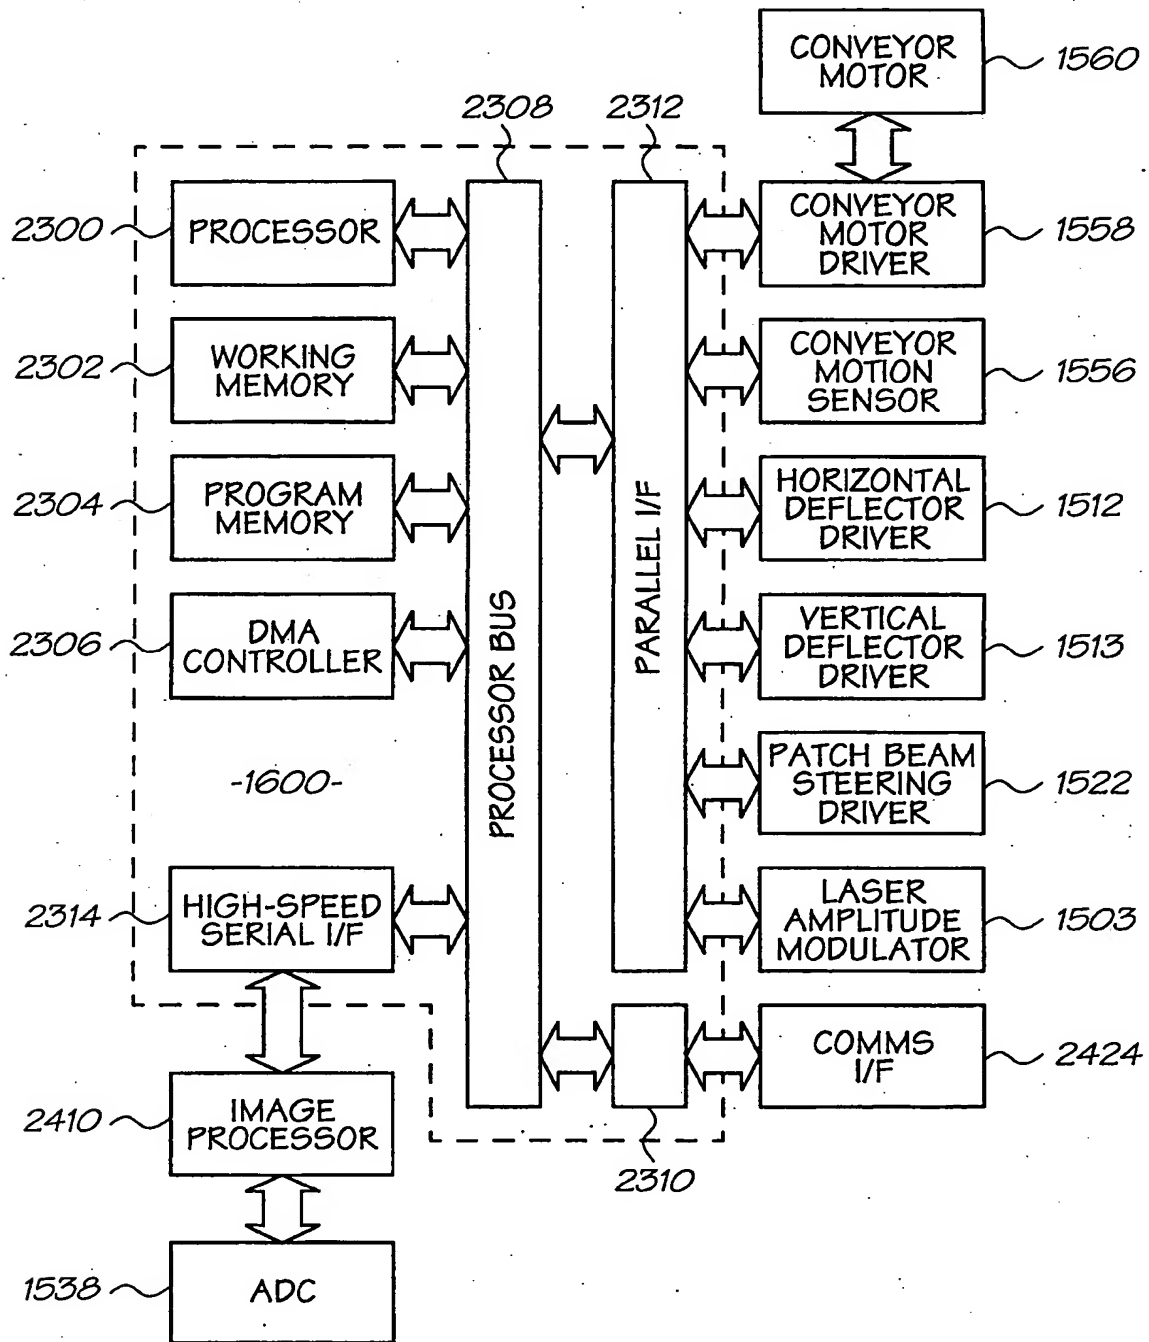 CONVEYOR
MOTOR
1560
2308
2312
2300
PROCESSOR
CONVEYOR
MOTOR
DRIVER
1558
2302
WORKING
MEMORY
CONVEYOR
MOTION
SENSOR
1556
2304
PROGRAM
MEMORY
HORIZONTAL
DEFLECTOR
DRIVER
1512
2306
DMA
CONTROLLER
PROCESSOR BUS
PARALLEL I/F
VERTICAL
DEFLECTOR
DRIVER
1513
-1600-
PATCH BEAM
STEERING
DRIVER
1522
2314
HIGH-SPEED
SERIAL I/F
LASER
AMPLITUDE
MODULATOR
1503
COMMS
I/F
2424
2410
IMAGE
PROCESSOR
2310
1538
ADC